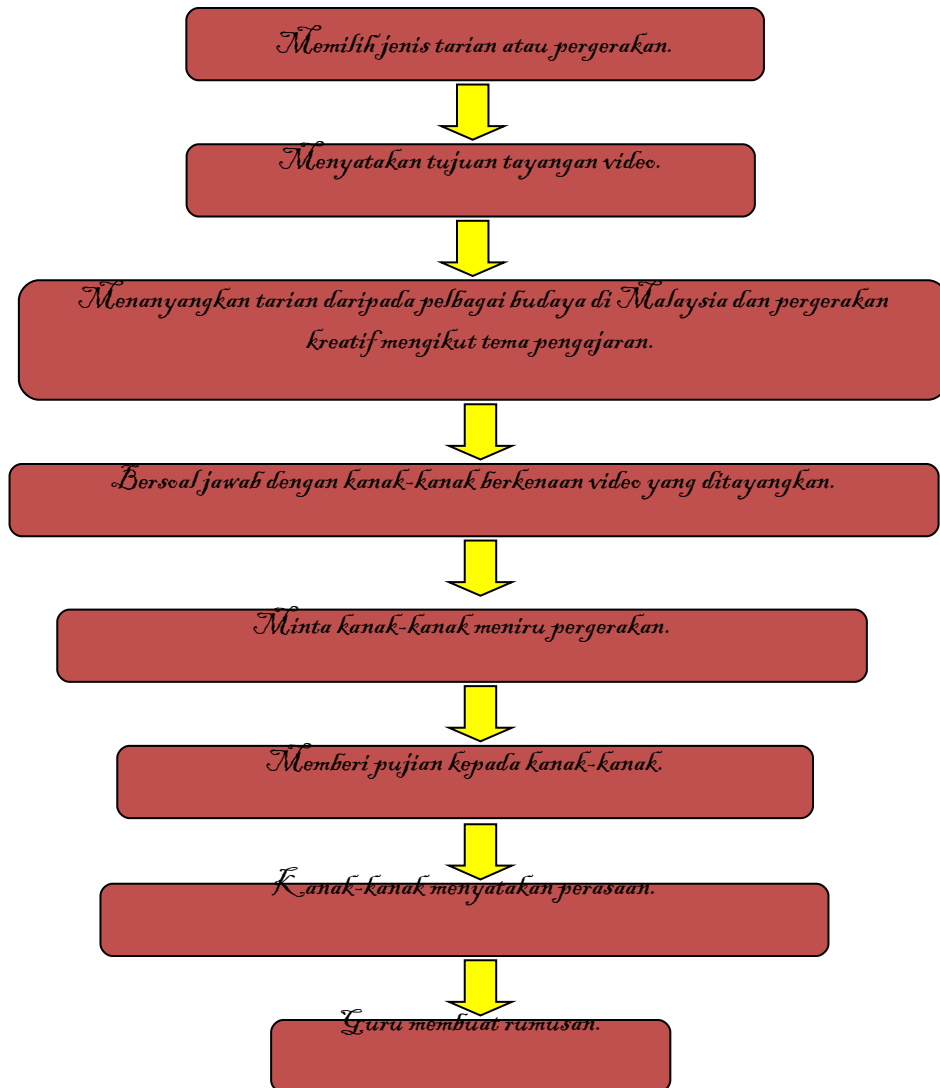 Memilih jenis tarian atau pergerakan.
Menyatakan tujuan tayangan video.
Menanyangkan tarian daripada pelbagai budaya di Malaysia dan pergerakan
kreatif mengikut tema pengajaran.
Bersoal jawab dengan kanak-kanak berkenaan video yang ditayangkan.
Minta kanak-kanak meniru pergerakan.
Memberi pujian kepada kanak-kanak.
Kanak-kanak menyatakan perasaan.
Guru membuat rumusan.